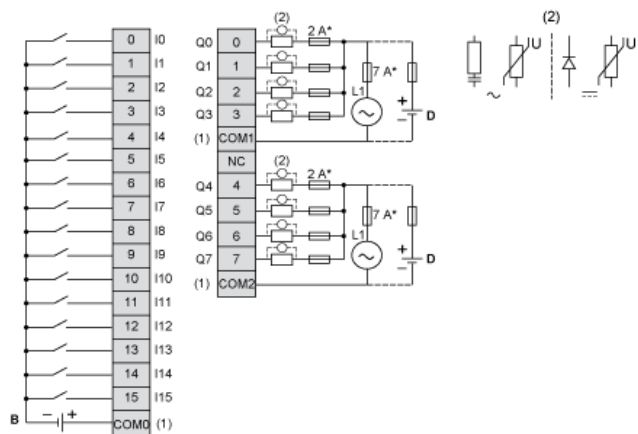 0 I0
1 I1
2 I2
3 I3
4 I4
5 I5
6 I6
7 I7
8 I8
9 I9
10 I10
11 I11
12 I12
13 I13
14 I14
15 I15
B - + COM0 (1)
(2)
Q0 0 2 A*
Q1 1
Q2 2 7 A*
Q3 3 L1
(1) COM1 + - D
NC
(2)
Q4 4 2 A*
Q5 5
Q6 6 7 A*
Q7 7 L1
(1) COM2 + - D
(2)
U U
~